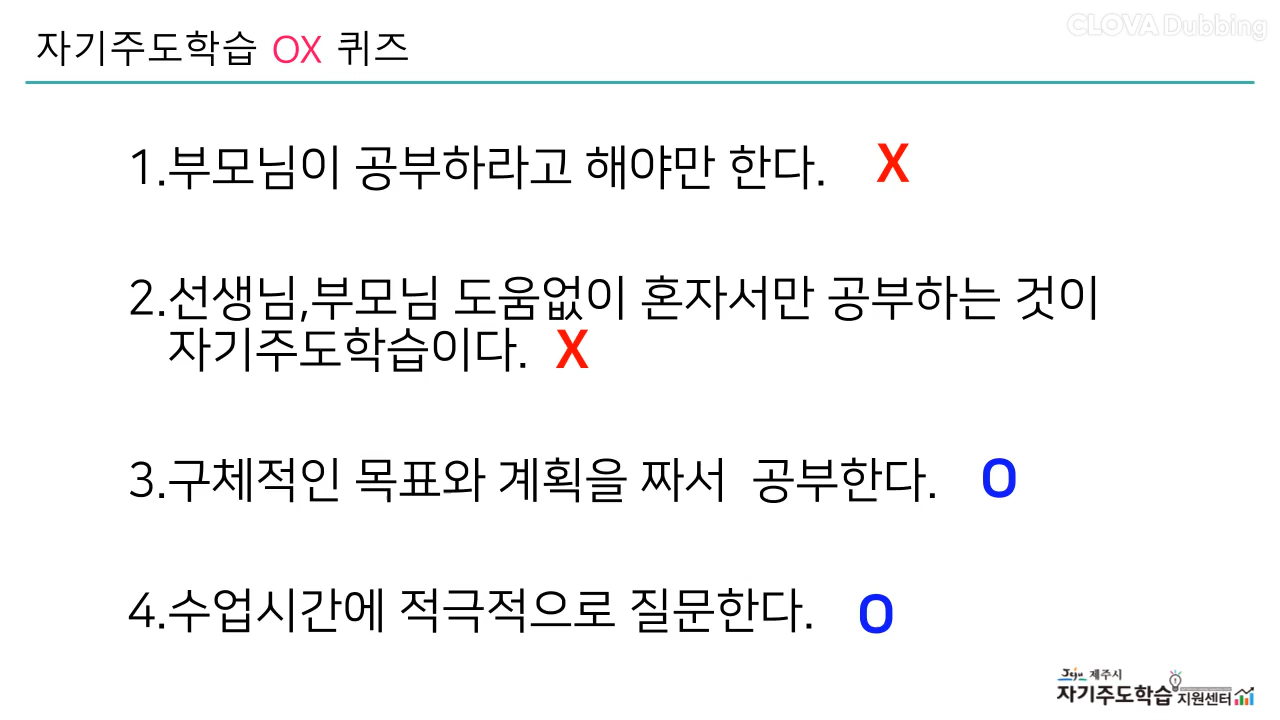 자기주도학습 OX 퀴즈
CLOVA Dubbing
1.부모님이 공부하라고 해야만 한다. X
2.선생님,부모님 도움없이 혼자서만 공부하는 것이
자기주도학습이다. X
3.구체적인 목표와 계획을 짜서 공부한다. O
4.수업시간에 적극적으로 질문한다. O
Jeju 제주시
자기주도학습 지원센터